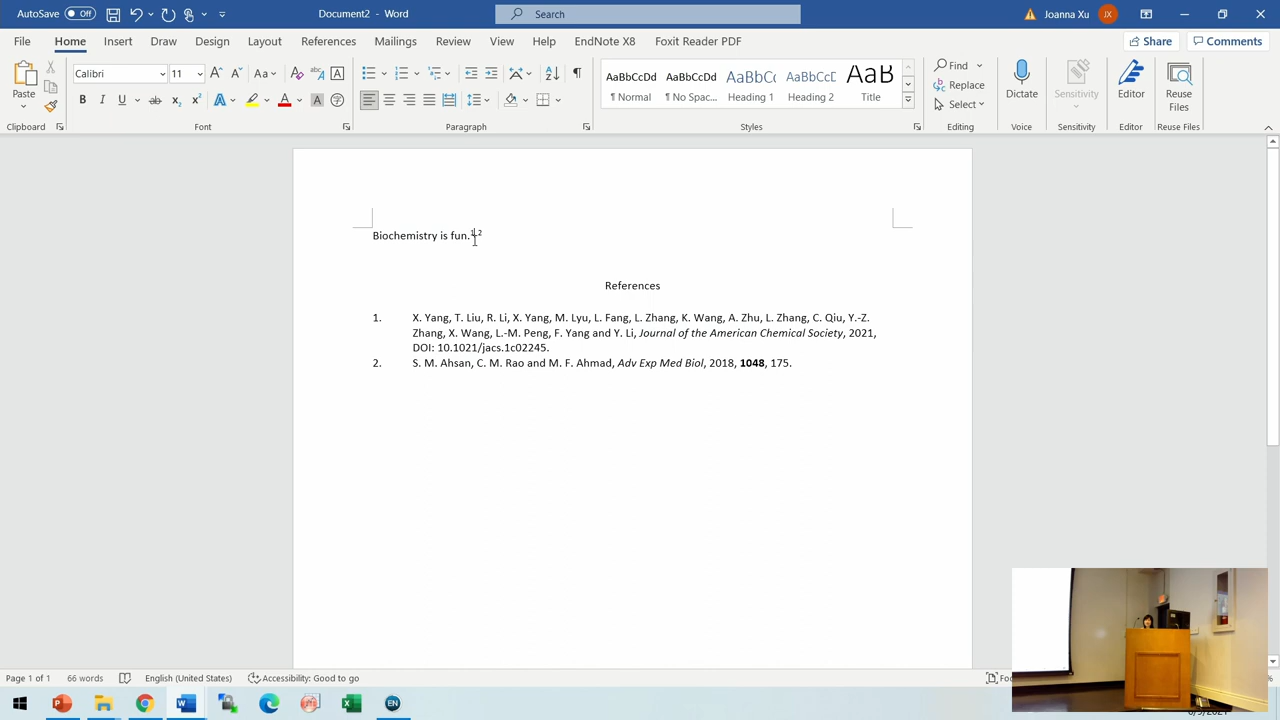 AutoSave Off Document2 - Word Search Joanna Xu JX
File Home Insert Draw Design Layout References Mailings Review View Help EndNote X8 Foxit Reader PDF Share Comments
Paste Calibri 11 AaBbCcDd AaBbCcDd AaBbCc AaBbCcD AaB Find Replace Select Dictate Sensitivity Editor Reuse Files
¶ Normal ¶ No Spac... Heading 1 Heading 2 Title
Clipboard Font Paragraph Styles Editing Voice Sensitivity Editor Reuse Files
Biochemistry is fun.1, 2
References
1. X. Yang, T. Liu, R. Li, X. Yang, M. Lyu, L. Fang, L. Zhang, K. Wang, A. Zhu, L. Zhang, C. Qiu, Y.-Z.
Zhang, X. Wang, L.-M. Peng, F. Yang and Y. Li, Journal of the American Chemical Society, 2021,
DOI: 10.1021/jacs.1c02245.
2. S. M. Ahsan, C. M. Rao and M. F. Ahmad, Adv Exp Med Biol, 2018, 1048, 175.
Page 1 of 1 66 words English (United States) Accessibility: Good to go